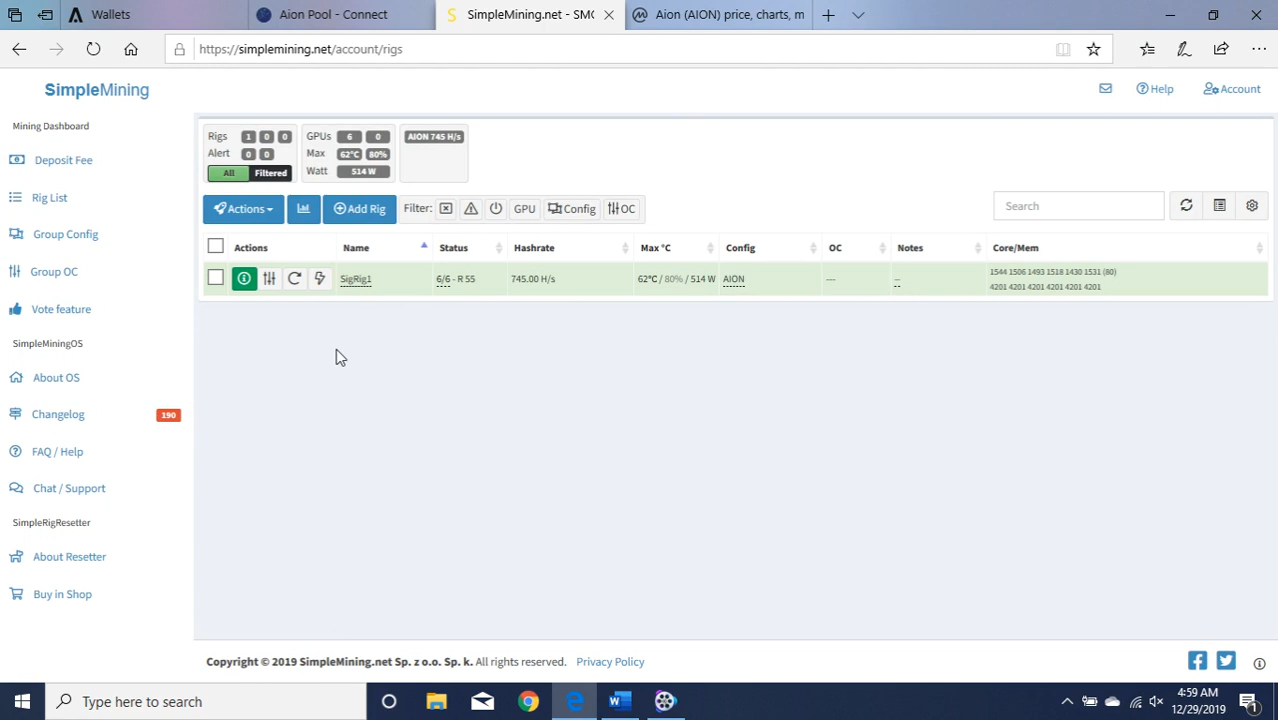 Wallets
Aion Pool - Connect
SimpleMining.net - SMC
Aion (AION) price, charts, m
https://simplemining.net/account/rigs
SimpleMining
Help
Account
Mining Dashboard
Deposit Fee
Rig List
Group Config
Group OC
Vote feature
SimpleMiningOS
About OS
Changelog 190
FAQ / Help
Chat / Support
SimpleRigResetter
About Resetter
Buy in Shop
Rigs 1 0 0
Alert 0 0
All Filtered
GPUs 6 0
Max 62°C 80%
Watt 514 W
AION 745 H/s
Actions
Add Rig
Filter: GPU Config OC
Search
Actions Name Status Hashrate Max °C Config OC Notes Core/Mem
SigRig1 6/6 - R 55 745.00 H/s 62°C / 80% / 514 W AION --- -- 1544 1506 1493 1518 1430 1531 (80)
4201 4201 4201 4201 4201 4201
Copyright © 2019 SimpleMining.net Sp. z o.o. Sp. k. All rights reserved. Privacy Policy
Type here to search
4:59 AM
12/29/2019
1